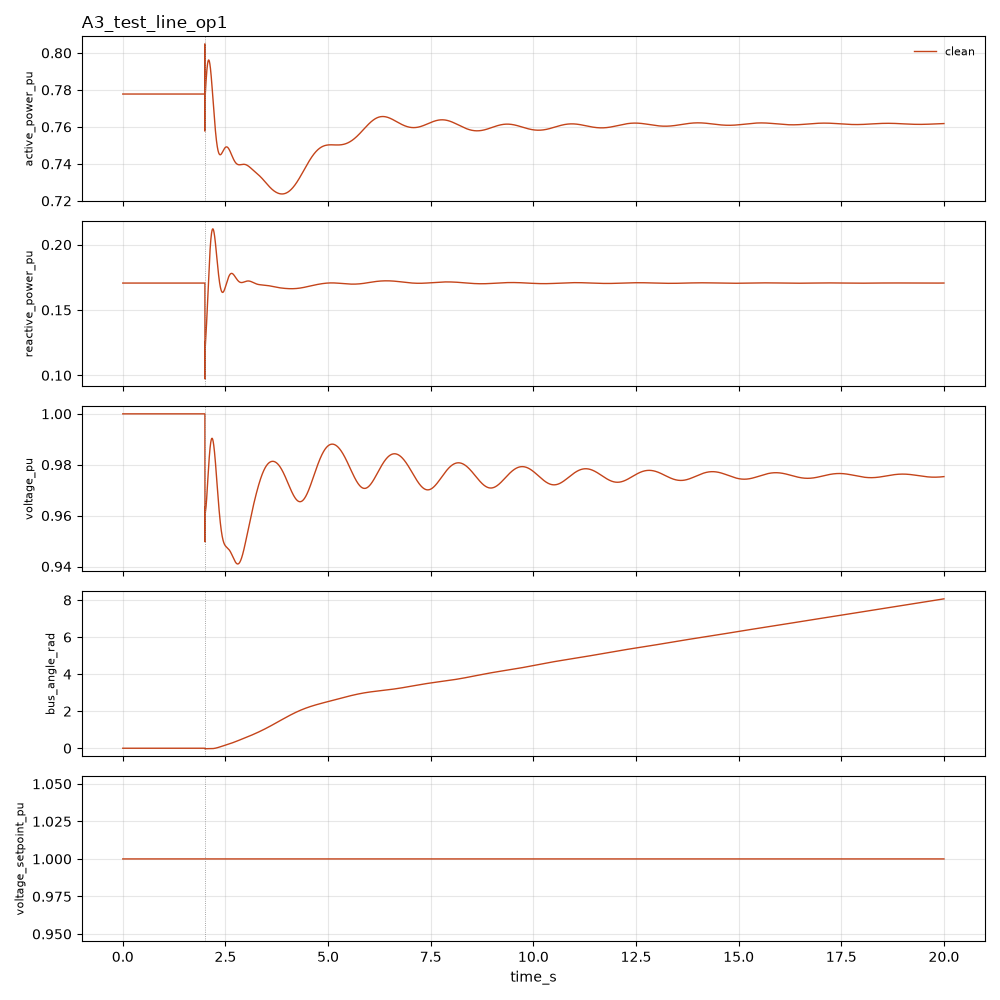 A3_test_line_op1
clean
active_power_pu
0.80
0.78
0.76
0.74
0.72
reactive_power_pu
0.20
0.15
0.10
voltage_pu
1.00
0.98
0.96
0.94
bus_angle_rad
8
6
4
2
0
voltage_setpoint_pu
1.050
1.025
1.000
0.975
0.950
0.0 2.5 5.0 7.5 10.0 12.5 15.0 17.5 20.0
time_s